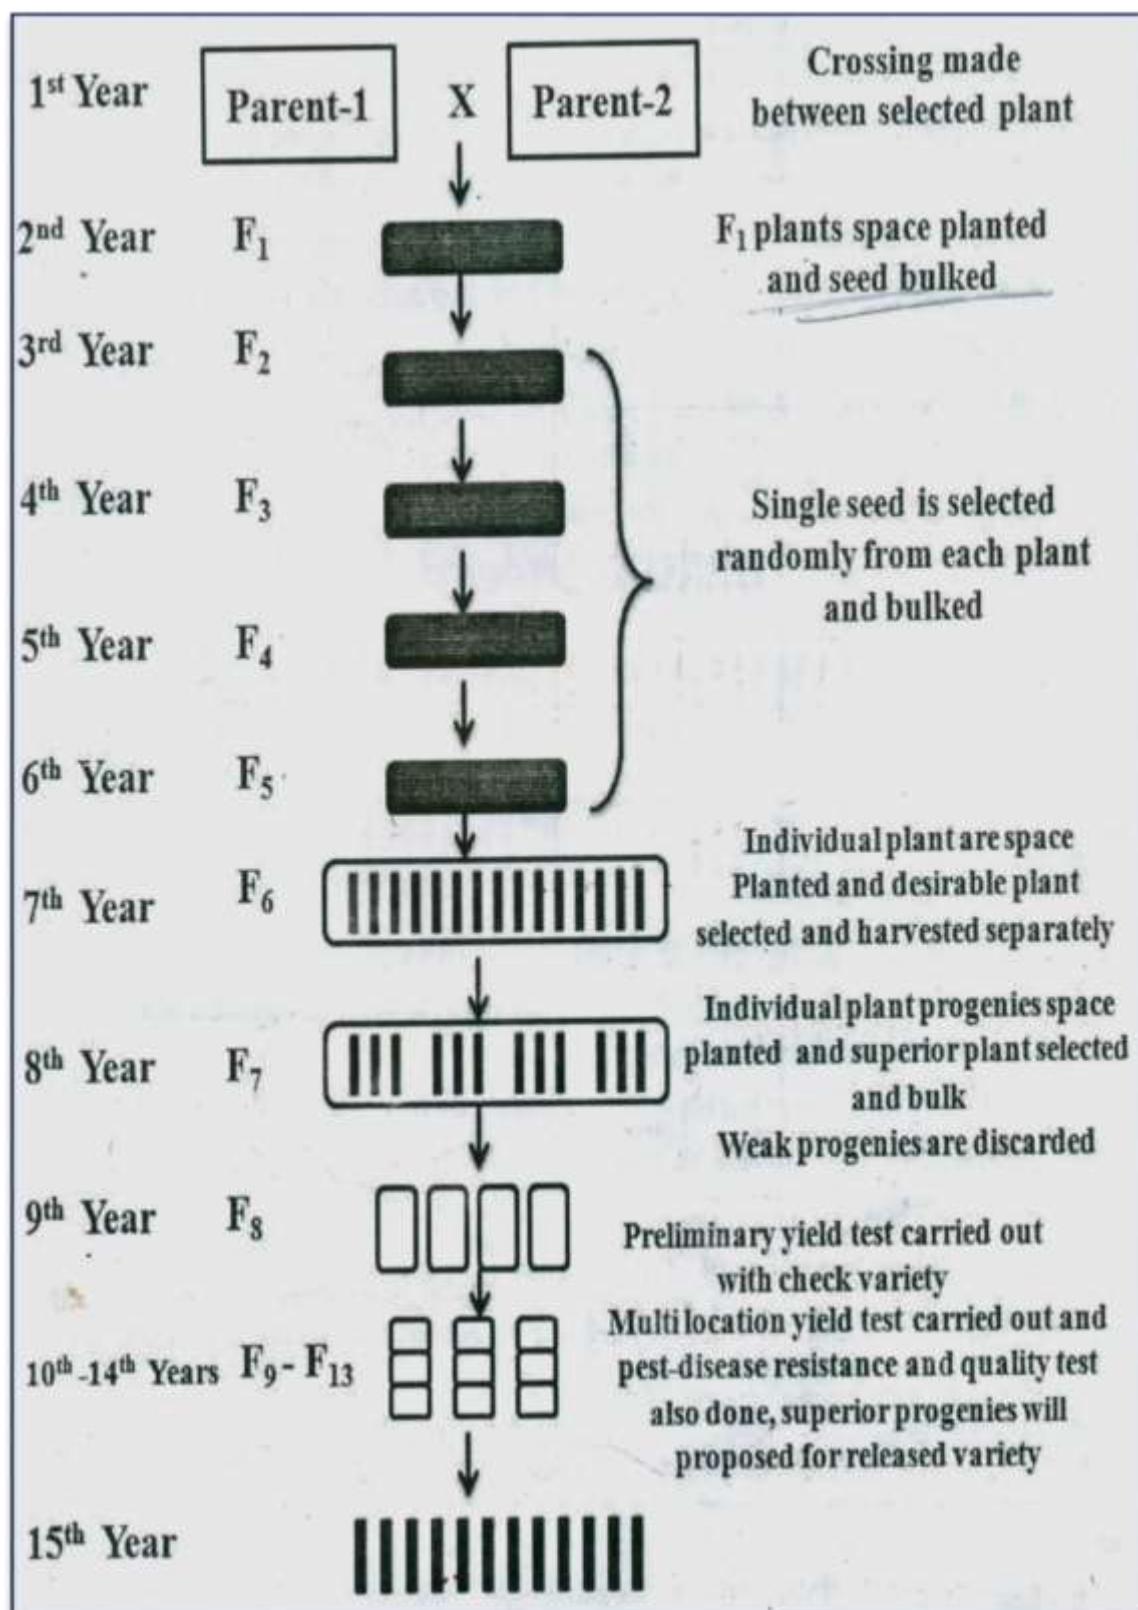 1st Year Parent-1 X Parent-2 Crossing made
between selected plant
2nd Year F1 F1 plants space planted
and seed bulked
3rd Year F2
4th Year F3 Single seed is selected
randomly from each plant
and bulked
5th Year F4
6th Year F5
7th Year F6 Individual plant are space
Planted and desirable plant
selected and harvested separately
8th Year F7 Individual plant progenies space
planted and superior plant selected
and bulk
Weak progenies are discarded
9th Year F8 Preliminary yield test carried out
with check variety
10th -14th Years F9 - F13 Multi location yield test carried out and
pest-disease resistance and quality test
also done, superior progenies will
proposed for released variety
15th Year